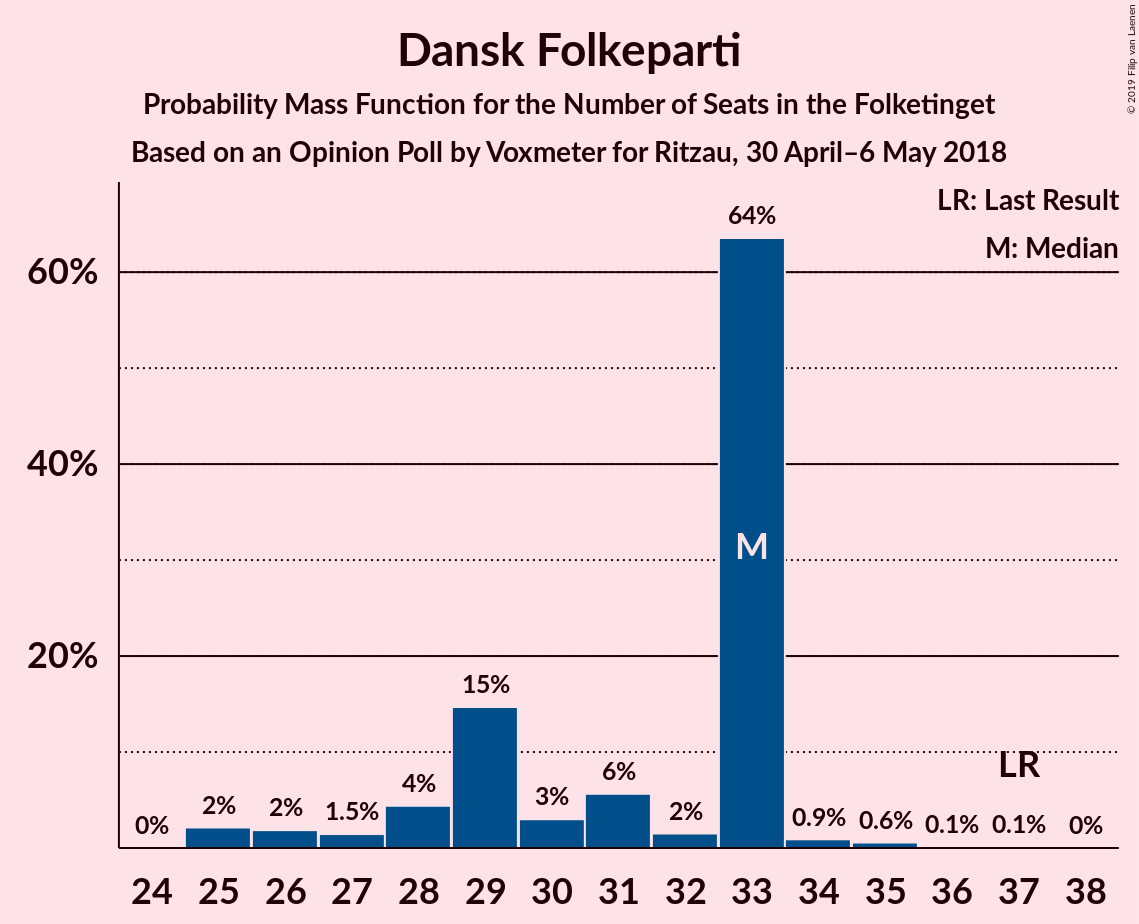 Dansk Folkeparti
Probability Mass Function for the Number of Seats in the Folketinget
Based on an Opinion Poll by Voxmeter for Ritzau, 30 April–6 May 2018
© 2019 Filip van Laenen
LR: Last Result
M: Median
60%
40%
20%
0%
2%
2%
1.5%
4%
15%
3%
6%
2%
64%
M
0.9%
0.6%
0.1%
0.1%
LR
0%
24 25 26 27 28 29 30 31 32 33 34 35 36 37 38